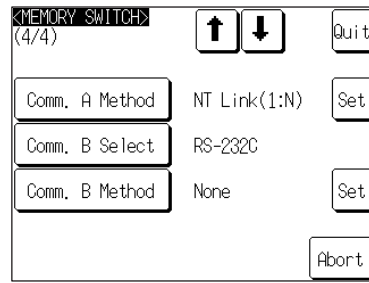 <MEMORY SWITCH>
(4/4) Quit
Comm. A Method NT Link(1:N) Set
Comm. B Select RS-232C
Comm. B Method None Set
Abort